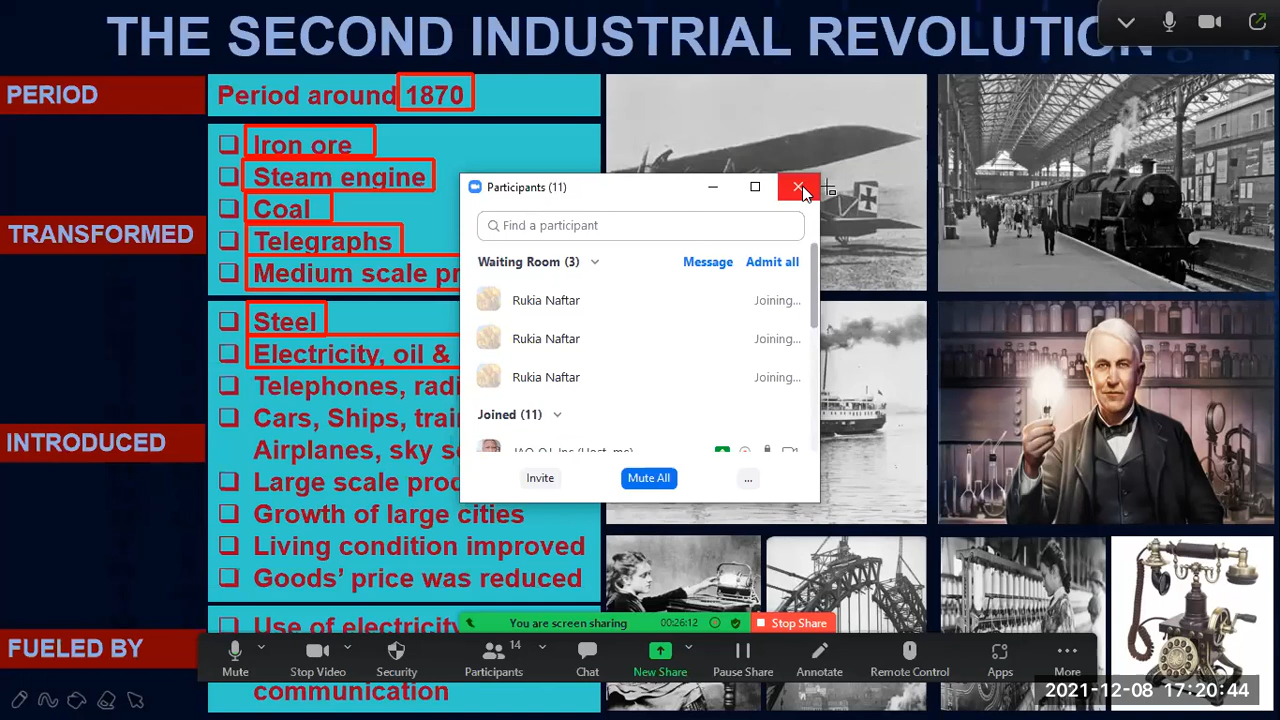 THE SECOND INDUSTRIAL REVOLUTION
PERIOD
Period around 1870
TRANSFORMED
Iron ore
Steam engine
Coal
Telegraphs
Medium scale pr
INTRODUCED
Steel
Electricity, oil &
Telephones, radi
Cars, Ships, trai
Airplanes, sky s
Large scale prod
Growth of large cities
Living condition improved
Goods' price was reduced
FUELED BY
Use of electricity
communication
Participants (11)
Find a participant
Waiting Room (3)
Message
Admit all
Rukia Naftar
Joining...
Rukia Naftar
Joining...
Rukia Naftar
Joining...
Joined (11)
Invite
Mute All
...
You are screen sharing
00:26:12
Stop Share
Mute
Stop Video
Security
Participants
14
Chat
New Share
Pause Share
Annotate
Remote Control
Apps
More
2021-12-08 17:20:44